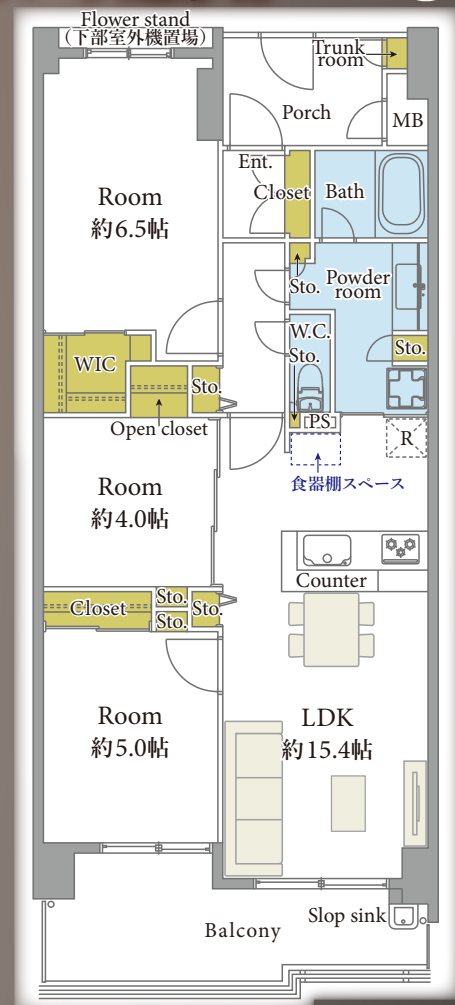 Flower stand
（下部室外機置場）
Trunk
room
Porch
MB
Ent.
Closet
Bath
Room
約6.5帖
Sto.
Powder
room
W.C.
Sto.
Sto.
WIC
Sto.
Open closet
P.S
R
食器棚スペース
Room
約4.0帖
Counter
Closet
Sto.
Sto.
Sto.
Room
約5.0帖
LDK
約15.4帖
Slop sink
Balcony